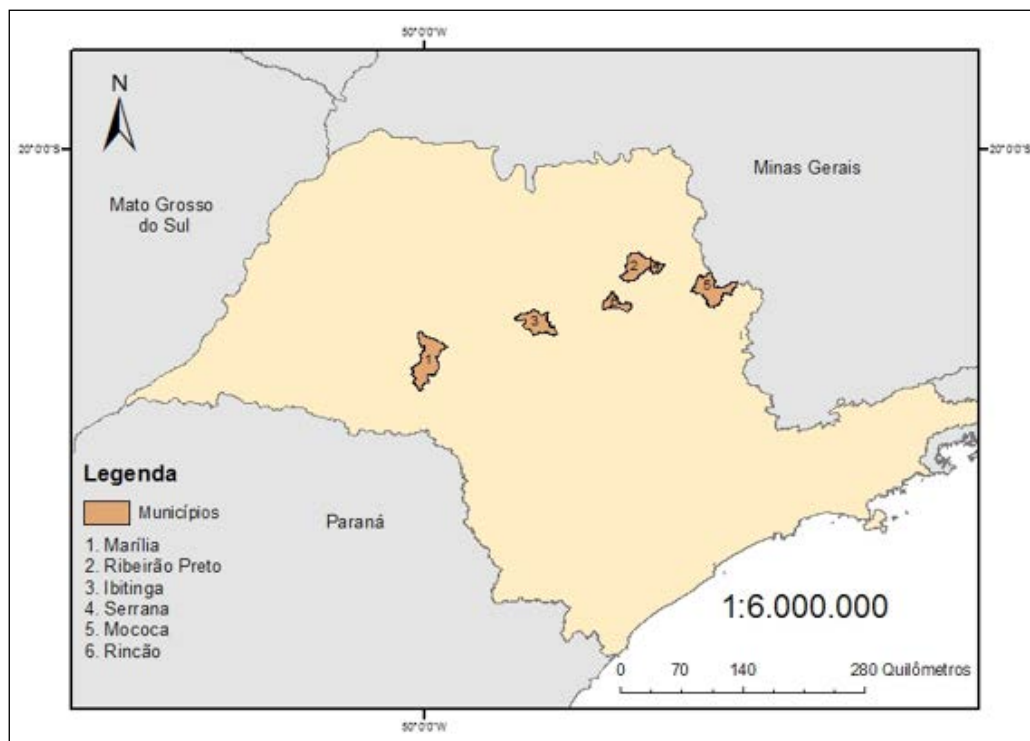 50°0'0"W
N
20°0'0"S
20°0'0"S
Minas Gerais
Mato Grosso
do Sul
2
5
3
1
Legenda
Municípios
1. Marília
2. Ribeirão Preto
3. Ibitinga
4. Serrana
5. Mococa
6. Rincão
Paraná
1:6.000.000
0 70 140 280 Quilômetros
50°0'0"W